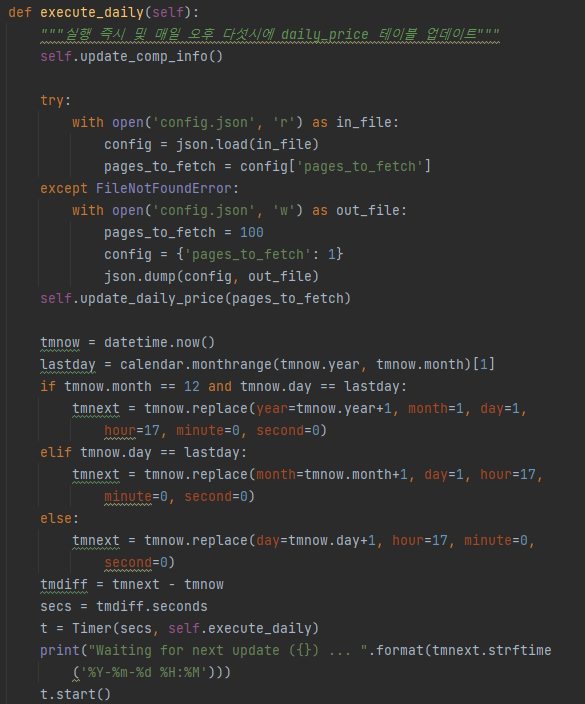 def execute_daily(self):
    """실행 즉시 및 매일 오후 다섯시에 daily_price 테이블 업데이트"""
    self.update_comp_info()

    try:
        with open('config.json', 'r') as in_file:
            config = json.load(in_file)
            pages_to_fetch = config['pages_to_fetch']
    except FileNotFoundError:
        with open('config.json', 'w') as out_file:
            pages_to_fetch = 100
            config = {'pages_to_fetch': 1}
            json.dump(config, out_file)
    self.update_daily_price(pages_to_fetch)

    tmnow = datetime.now()
    lastday = calendar.monthrange(tmnow.year, tmnow.month)[1]
    if tmnow.month == 12 and tmnow.day == lastday:
        tmnext = tmnow.replace(year=tmnow.year+1, month=1, day=1,
            hour=17, minute=0, second=0)
    elif tmnow.day == lastday:
        tmnext = tmnow.replace(month=tmnow.month+1, day=1, hour=17,
            minute=0, second=0)
    else:
        tmnext = tmnow.replace(day=tmnow.day+1, hour=17, minute=0,
            second=0)
    tmdiff = tmnext - tmnow
    secs = tmdiff.seconds
    t = Timer(secs, self.execute_daily)
    print("Waiting for next update ({}) ... ".format(tmnext.strftime
        ('%Y-%m-%d %H:%M')))
    t.start()